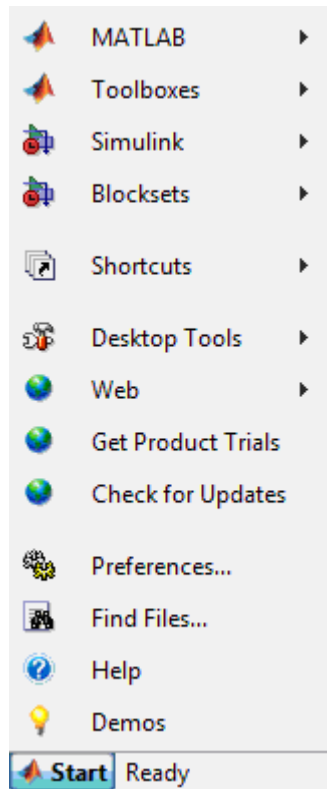 MATLAB
Toolboxes
Simulink
Blocksets
Shortcuts
Desktop Tools
Web
Get Product Trials
Check for Updates
Preferences...
Find Files...
Help
Demos
Start Ready